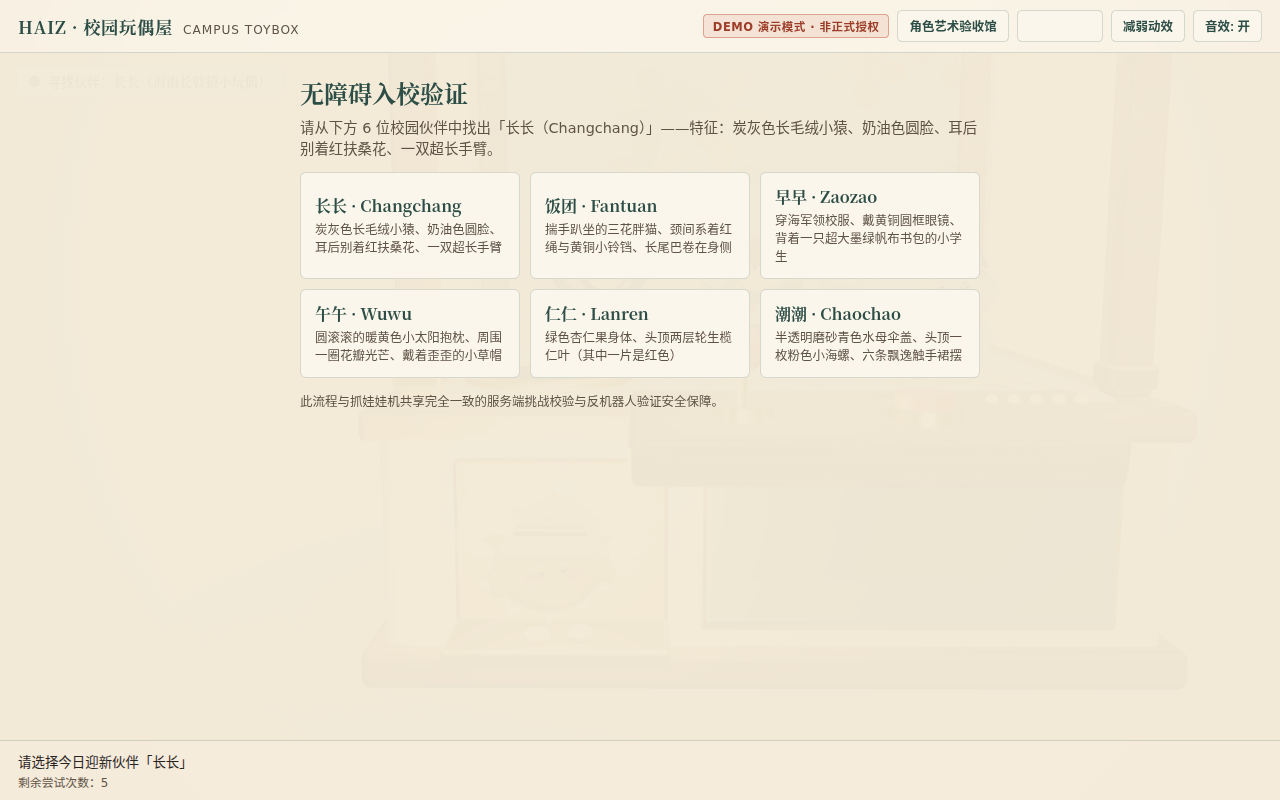 HAIZ · 校园玩偶屋 CAMPUS TOYBOX
DEMO 演示模式 · 非正式授权
角色艺术验收馆
减弱动效
音效: 开
无障碍入校验证
请从下方 6 位校园伙伴中找出「长长（Changchang）」——特征：炭灰色长毛绒小猿、奶油色圆脸、耳后
别着红扶桑花、一双超长手臂。
长长 · Changchang
炭灰色长毛绒小猿、奶油色圆脸、
耳后别着红扶桑花、一双超长手臂
饭团 · Fantuan
揣手趴坐的三花胖猫、颈间系着红
绳与黄铜小铃铛、长尾巴卷在身侧
早早 · Zaozao
穿海军领校服、戴黄铜圆框眼镜、
背着一只超大墨绿帆布书包的小学
生
午午 · Wuwu
圆滚滚的暖黄色小太阳抱枕、周围
一圈花瓣光芒、戴着歪歪的小草帽
仁仁 · Lanren
绿色杏仁果身体、头顶两层轮生榄
仁叶（其中一片是红色）
潮潮 · Chaochao
半透明磨砂青色水母伞盖、头顶一
枚粉色小海螺、六条飘逸触手裙摆
此流程与抓娃娃机共享完全一致的服务端挑战校验与反机器人验证安全保障。
请选择今日迎新伙伴「长长」
剩余尝试次数：5